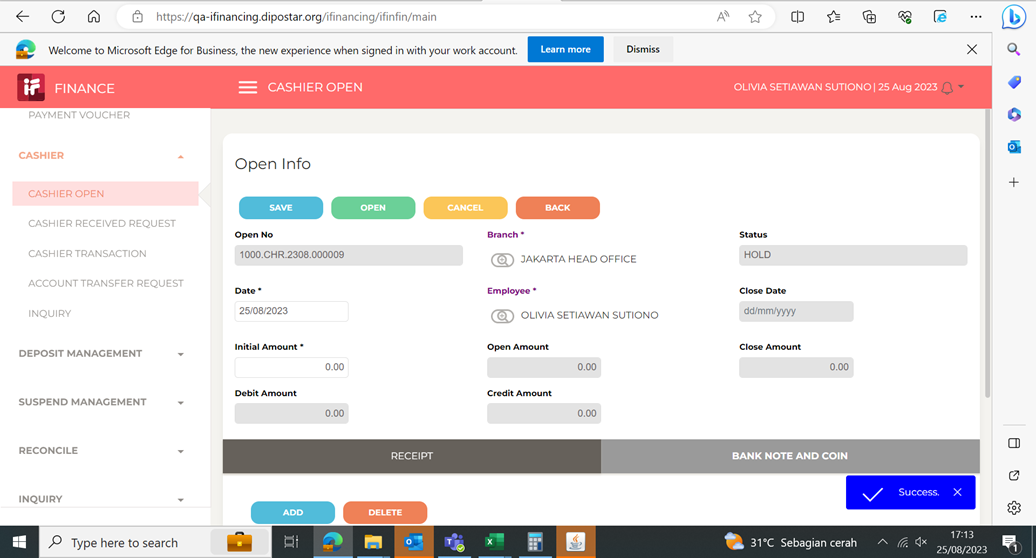 https://qa-ifinancing.dipostar.org/ifinancing/ifinfin/main
Welcome to Microsoft Edge for Business, the new experience when signed in with your work account.
Learn more
Dismiss
iF FINANCE
CASHIER OPEN
OLIVIA SETIAWAN SUTIONO | 25 Aug 2023
PAYMENT VOUCHER
CASHIER
CASHIER OPEN
CASHIER RECEIVED REQUEST
CASHIER TRANSACTION
ACCOUNT TRANSFER REQUEST
INQUIRY
DEPOSIT MANAGEMENT
SUSPEND MANAGEMENT
RECONCILE
INQUIRY
Open Info
SAVE
OPEN
CANCEL
BACK
Open No
Branch *
Status
1000.CHR.2308.000009
JAKARTA HEAD OFFICE
HOLD
Date *
Employee *
Close Date
25/08/2023
OLIVIA SETIAWAN SUTIONO
dd/mm/yyyy
Initial Amount *
Open Amount
Close Amount
0.00
0.00
0.00
Debit Amount
Credit Amount
0.00
0.00
RECEIPT
BANK NOTE AND COIN
Success.
ADD
DELETE
Type here to search
31°C Sebagian cerah
17:13
25/08/2023